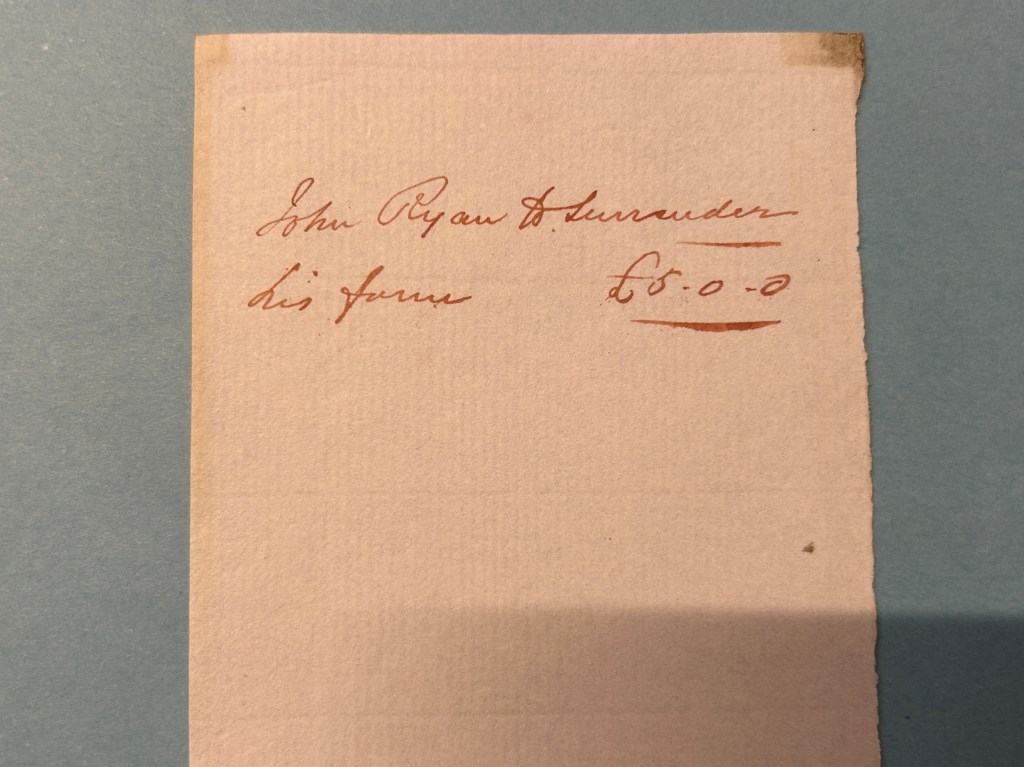 John Ryan to Surrender
his farm £5-0-0